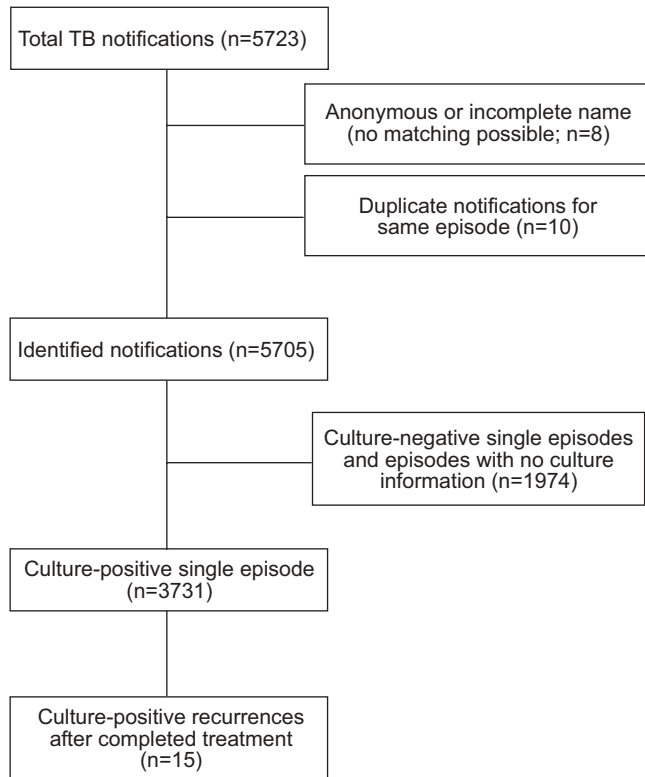 Total TB notifications (n=5723)
Anonymous or incomplete name
(no matching possible; n=8)
Duplicate notifications for
same episode (n=10)
Identified notifications (n=5705)
Culture-negative single episodes
and episodes with no culture
information (n=1974)
Culture-positive single episode
(n=3731)
Culture-positive recurrences
after completed treatment
(n=15)